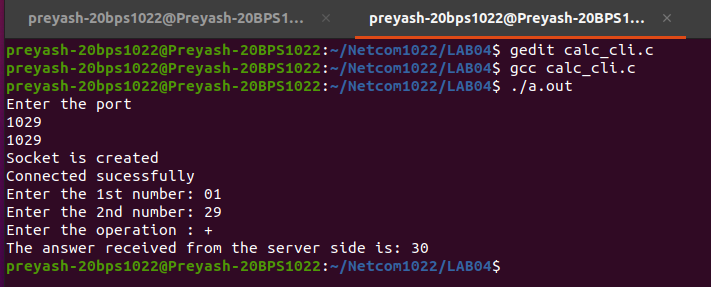 preyash-20bps1022@Preyash-20BPS1... × preyash-20bps1022@Preyash-20BPS1... ×
preyash-20bps1022@Preyash-20BPS1022:~/Netcom1022/LAB04$ gedit calc_cli.c
preyash-20bps1022@Preyash-20BPS1022:~/Netcom1022/LAB04$ gcc calc_cli.c
preyash-20bps1022@Preyash-20BPS1022:~/Netcom1022/LAB04$ ./a.out
Enter the port
1029
1029
Socket is created
Connected sucessfully
Enter the 1st number: 01
Enter the 2nd number: 29
Enter the operation : +
The answer received from the server side is: 30
preyash-20bps1022@Preyash-20BPS1022:~/Netcom1022/LAB04$